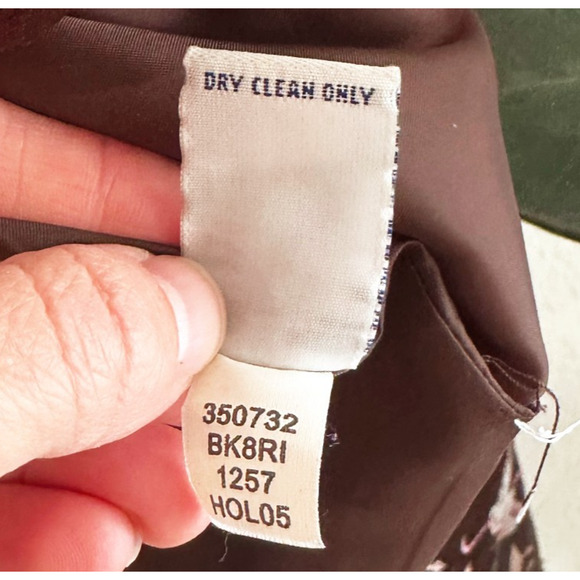 DRY CLEAN ONLY
350732
BK8RI
1257
HOL05